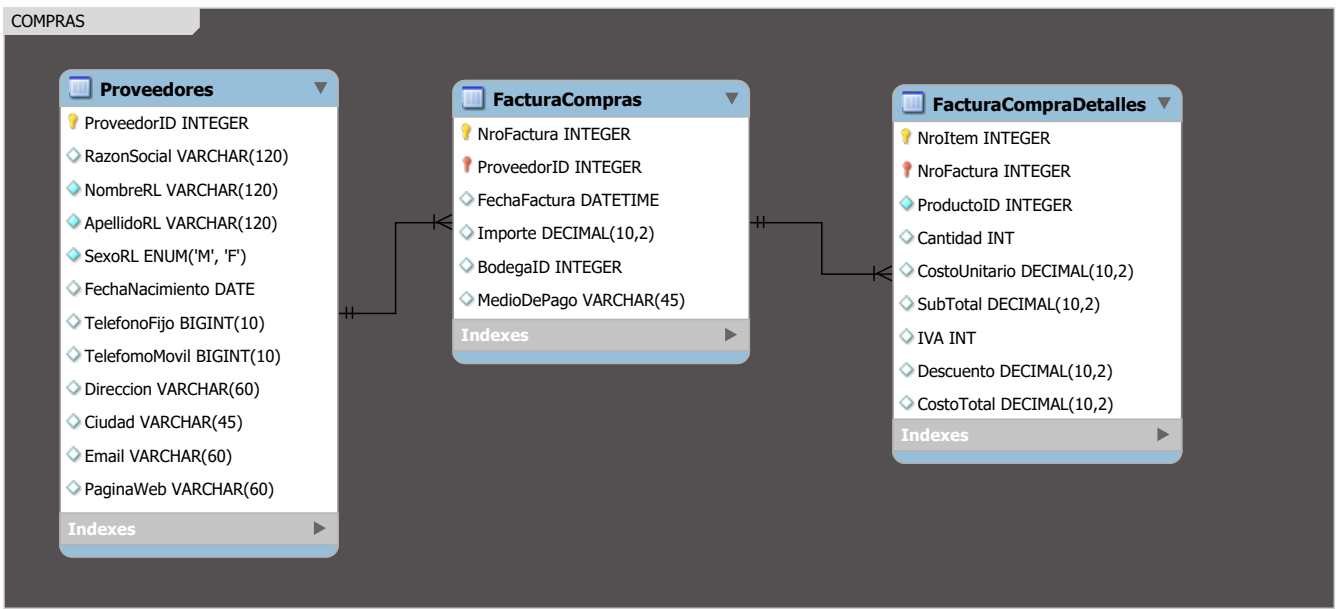 COMPRAS
Proveedores
ProveedorID INTEGER
RazonSocial VARCHAR(120)
NombreRL VARCHAR(120)
ApellidoRL VARCHAR(120)
SexoRL ENUM('M', 'F')
FechaNacimiento DATE
TelefonoFijo BIGINT(10)
TelefomoMovil BIGINT(10)
Direccion VARCHAR(60)
Ciudad VARCHAR(45)
Email VARCHAR(60)
PaginaWeb VARCHAR(60)
Indexes
FacturaCompras
NroFactura INTEGER
ProveedorID INTEGER
FechaFactura DATETIME
Importe DECIMAL(10,2)
BodegaID INTEGER
MedioDePago VARCHAR(45)
Indexes
FacturaCompraDetalles
NroItem INTEGER
NroFactura INTEGER
ProductoID INTEGER
Cantidad INT
CostoUnitario DECIMAL(10,2)
SubTotal DECIMAL(10,2)
IVA INT
Descuento DECIMAL(10,2)
CostoTotal DECIMAL(10,2)
Indexes